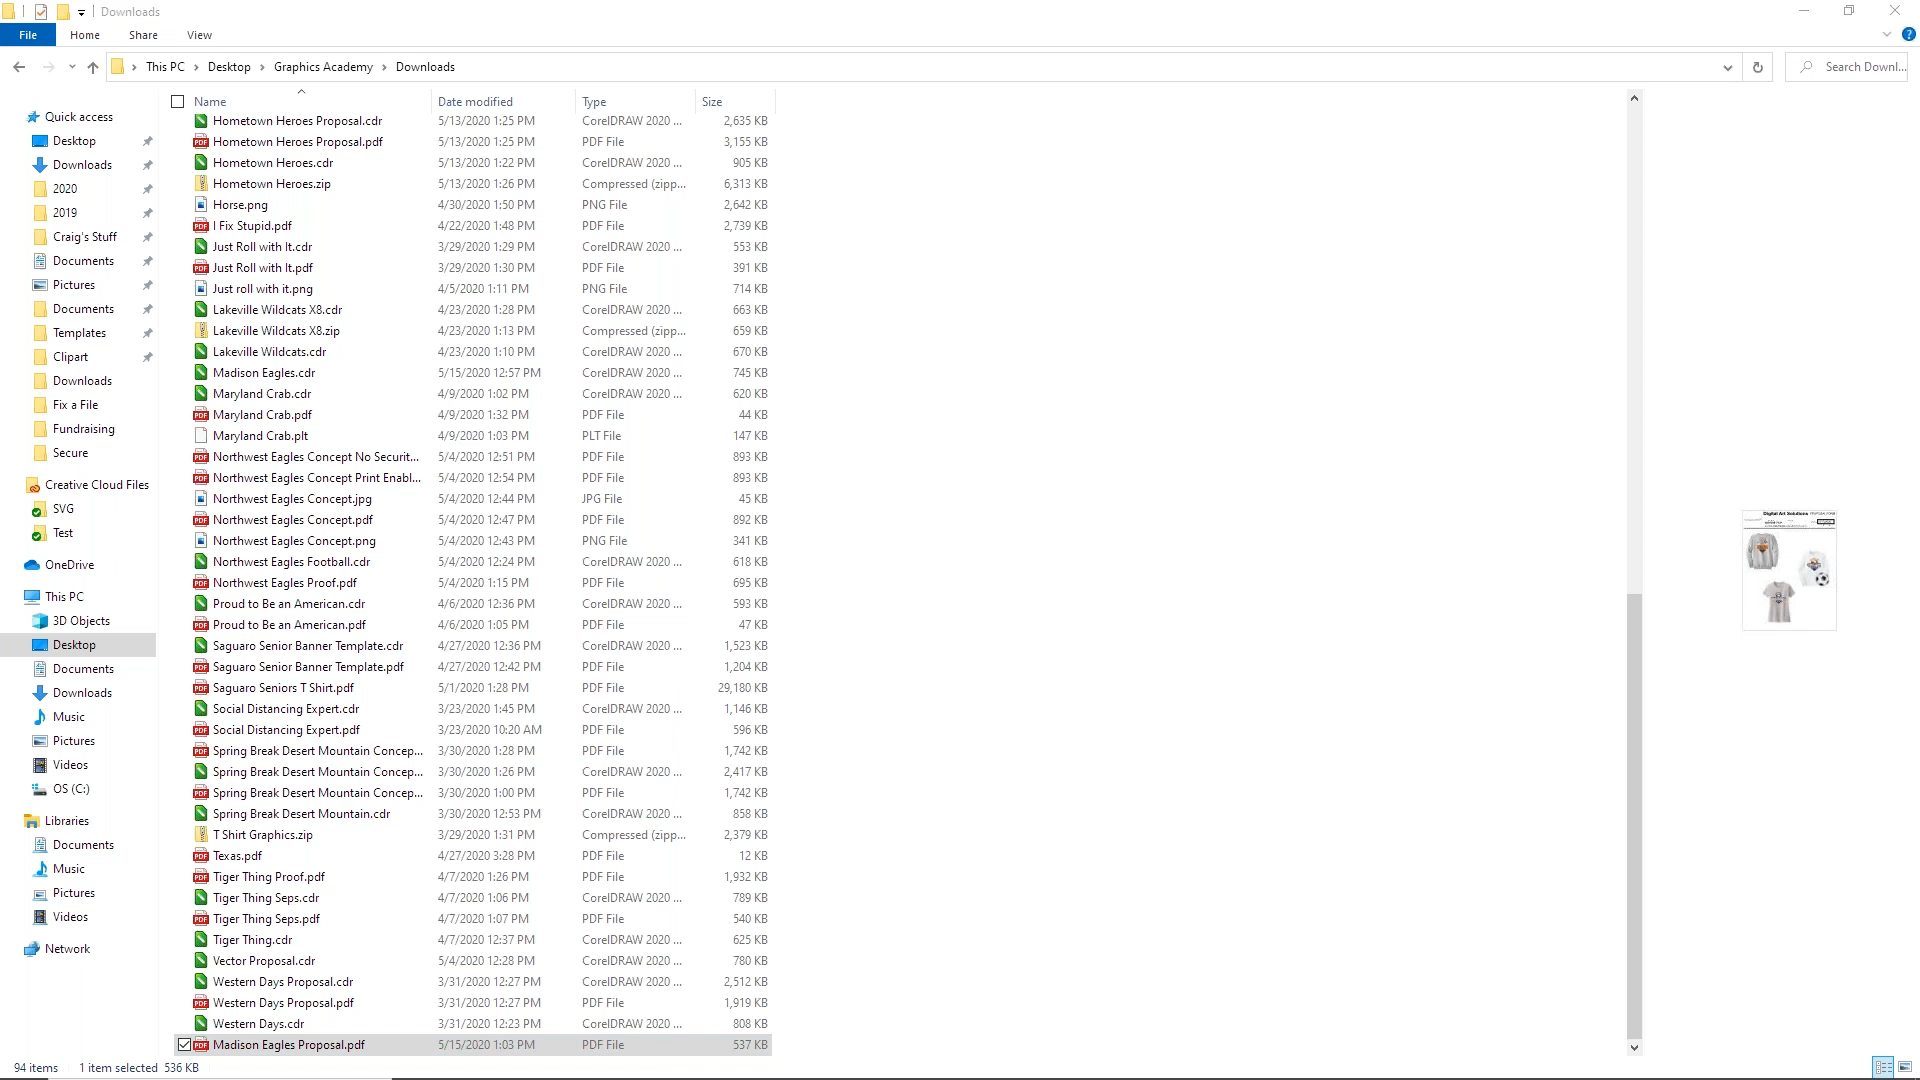 Downloads
File Home Share View
This PC Desktop Graphics Academy Downloads Search Downl...
Name Date modified Type Size
Hometown Heroes Proposal.cdr 5/13/2020 1:25 PM CorelDRAW 2020 ... 2,635 KB
Hometown Heroes Proposal.pdf 5/13/2020 1:25 PM PDF File 3,155 KB
Hometown Heroes.cdr 5/13/2020 1:22 PM CorelDRAW 2020 ... 905 KB
Hometown Heroes.zip 5/13/2020 1:26 PM Compressed (zipp... 6,313 KB
Horse.png 4/30/2020 1:50 PM PNG File 2,642 KB
I Fix Stupid.pdf 4/22/2020 1:48 PM PDF File 2,739 KB
Just Roll with It.cdr 3/29/2020 1:29 PM CorelDRAW 2020 ... 553 KB
Just Roll with It.pdf 3/29/2020 1:30 PM PDF File 391 KB
Just roll with it.png 4/5/2020 1:11 PM PNG File 714 KB
Lakeville Wildcats X8.cdr 4/23/2020 1:28 PM CorelDRAW 2020 ... 663 KB
Lakeville Wildcats X8.zip 4/23/2020 1:13 PM Compressed (zipp... 659 KB
Lakeville Wildcats.cdr 4/23/2020 1:10 PM CorelDRAW 2020 ... 670 KB
Madison Eagles.cdr 5/15/2020 12:57 PM CorelDRAW 2020 ... 745 KB
Maryland Crab.cdr 4/9/2020 1:02 PM CorelDRAW 2020 ... 620 KB
Maryland Crab.pdf 4/9/2020 1:32 PM PDF File 44 KB
Maryland Crab.plt 4/9/2020 1:03 PM PLT File 147 KB
Northwest Eagles Concept No Securit... 5/4/2020 12:51 PM PDF File 893 KB
Northwest Eagles Concept Print Enabl... 5/4/2020 12:54 PM PDF File 893 KB
Northwest Eagles Concept.jpg 5/4/2020 12:44 PM JPG File 45 KB
Northwest Eagles Concept.pdf 5/4/2020 12:47 PM PDF File 892 KB
Northwest Eagles Concept.png 5/4/2020 12:43 PM PNG File 341 KB
Northwest Eagles Football.cdr 5/4/2020 12:24 PM CorelDRAW 2020 ... 618 KB
Northwest Eagles Proof.pdf 5/4/2020 1:15 PM PDF File 695 KB
Proud to Be an American.cdr 4/6/2020 12:36 PM CorelDRAW 2020 ... 593 KB
Proud to Be an American.pdf 4/6/2020 1:05 PM PDF File 47 KB
Saguaro Senior Banner Template.cdr 4/27/2020 12:36 PM CorelDRAW 2020 ... 1,523 KB
Saguaro Senior Banner Template.pdf 4/27/2020 12:42 PM PDF File 1,204 KB
Saguaro Seniors T Shirt.pdf 5/1/2020 1:28 PM PDF File 29,180 KB
Social Distancing Expert.cdr 3/23/2020 1:45 PM CorelDRAW 2020 ... 1,146 KB
Social Distancing Expert.pdf 3/23/2020 10:20 AM PDF File 596 KB
Spring Break Desert Mountain Concep... 3/30/2020 1:28 PM PDF File 1,742 KB
Spring Break Desert Mountain Concep... 3/30/2020 1:26 PM CorelDRAW 2020 ... 2,417 KB
Spring Break Desert Mountain Concep... 3/30/2020 1:00 PM PDF File 1,742 KB
Spring Break Desert Mountain.cdr 3/30/2020 12:53 PM CorelDRAW 2020 ... 858 KB
T Shirt Graphics.zip 3/29/2020 1:31 PM Compressed (zipp... 2,379 KB
Texas.pdf 4/27/2020 3:28 PM PDF File 12 KB
Tiger Thing Proof.pdf 4/7/2020 1:26 PM PDF File 1,932 KB
Tiger Thing Seps.cdr 4/7/2020 1:06 PM CorelDRAW 2020 ... 789 KB
Tiger Thing Seps.pdf 4/7/2020 1:07 PM PDF File 540 KB
Tiger Thing.cdr 4/7/2020 12:37 PM CorelDRAW 2020 ... 625 KB
Vector Proposal.cdr 5/4/2020 12:28 PM CorelDRAW 2020 ... 780 KB
Western Days Proposal.cdr 3/31/2020 12:27 PM CorelDRAW 2020 ... 2,512 KB
Western Days Proposal.pdf 3/31/2020 12:27 PM PDF File 1,919 KB
Western Days.cdr 3/31/2020 12:23 PM CorelDRAW 2020 ... 808 KB
Madison Eagles Proposal.pdf 5/15/2020 1:03 PM PDF File 537 KB
Quick access
Desktop
Downloads
2020
2019
Craig's Stuff
Documents
Pictures
Documents
Templates
Clipart
Downloads
Fix a File
Fundraising
Secure
Creative Cloud Files
SVG
Test
OneDrive
This PC
3D Objects
Desktop
Documents
Downloads
Music
Pictures
Videos
OS (C:)
Libraries
Documents
Music
Pictures
Videos
Network
Digital Art Solutions
94 items 1 item selected 536 KB